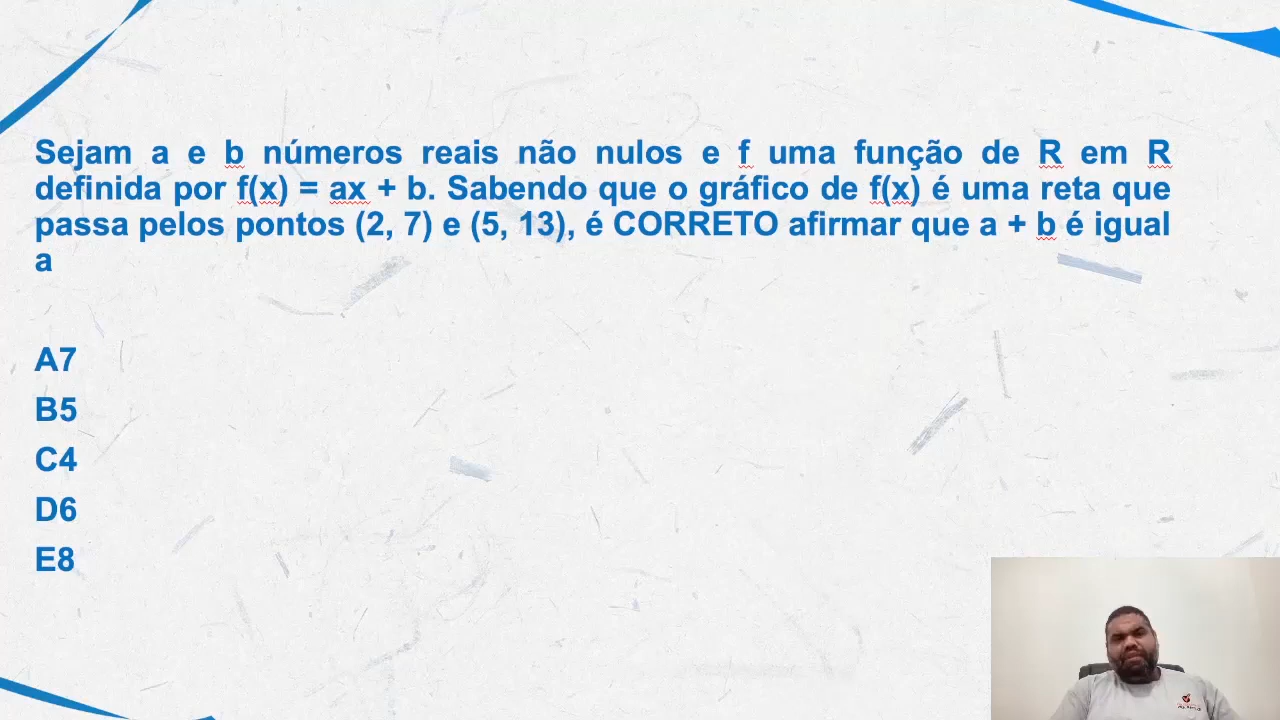 Sejam a e b números reais não nulos e f uma função de R em R
definida por f(x) = ax + b. Sabendo que o gráfico de f(x) é uma reta que
passa pelos pontos (2, 7) e (5, 13), é CORRETO afirmar que a + b é igual
a
A7
B5
C4
D6
E8